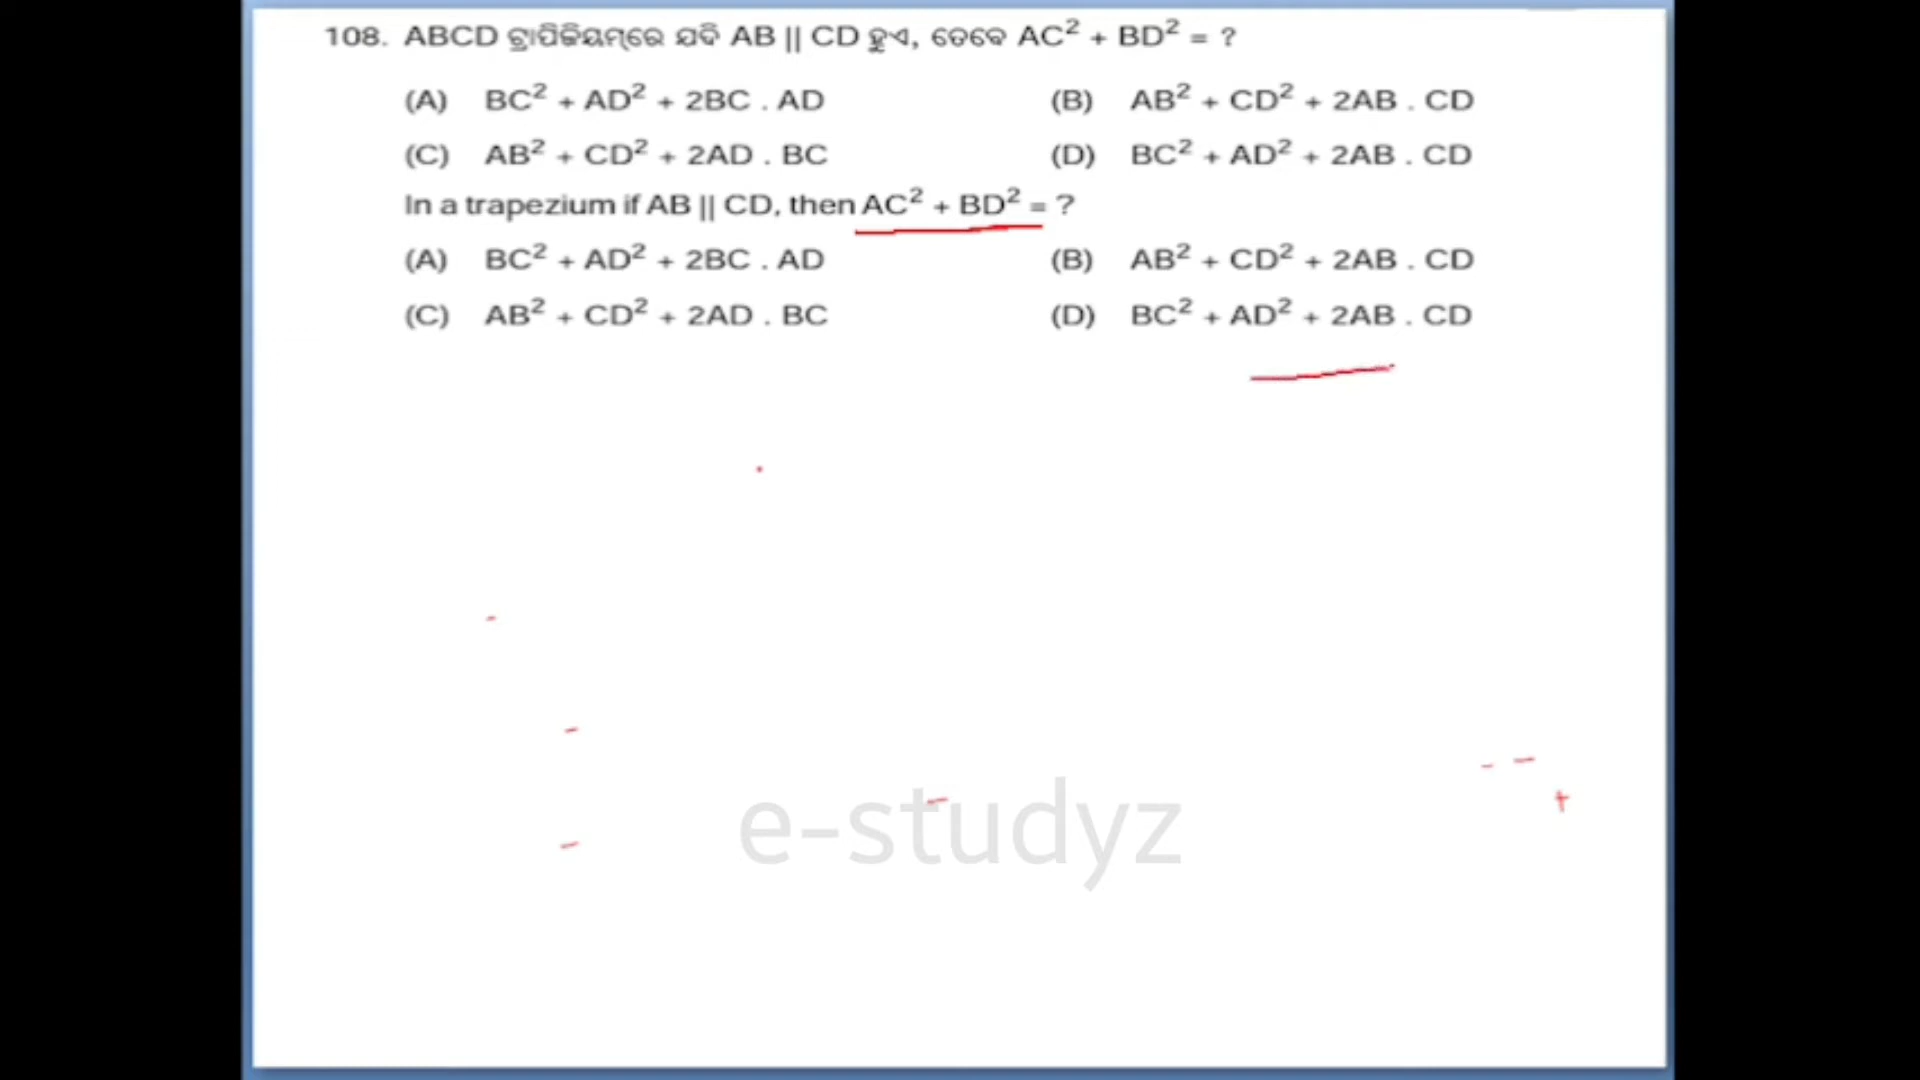 108. ABCD ଟ୍ରାପିଜିୟମ୍‌ରେ ଯଦି AB || CD ହୁଏ, ତେବେ AC² + BD² = ?
(A) BC² + AD² + 2BC . AD (B) AB² + CD² + 2AB . CD
(C) AB² + CD² + 2AD . BC (D) BC² + AD² + 2AB . CD
In a trapezium if AB || CD, then AC² + BD² = ?
(A) BC² + AD² + 2BC . AD (B) AB² + CD² + 2AB . CD
(C) AB² + CD² + 2AD . BC (D) BC² + AD² + 2AB . CD
e-studyz